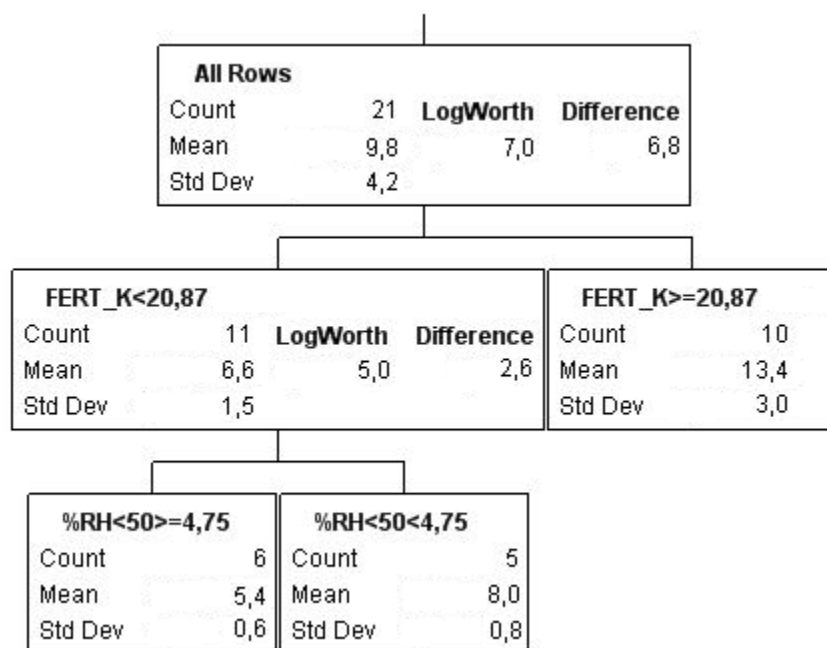 All Rows
Count 21 LogWorth Difference
Mean 9,8 7,0 6,8
Std Dev 4,2
FERT_K<20,87
Count 11 LogWorth Difference
Mean 6,6 5,0 2,6
Std Dev 1,5
FERT_K>=20,87
Count 10
Mean 13,4
Std Dev 3,0
%RH<50>=4,75
Count 6
Mean 5,4
Std Dev 0,6
%RH<50<4,75
Count 5
Mean 8,0
Std Dev 0,8